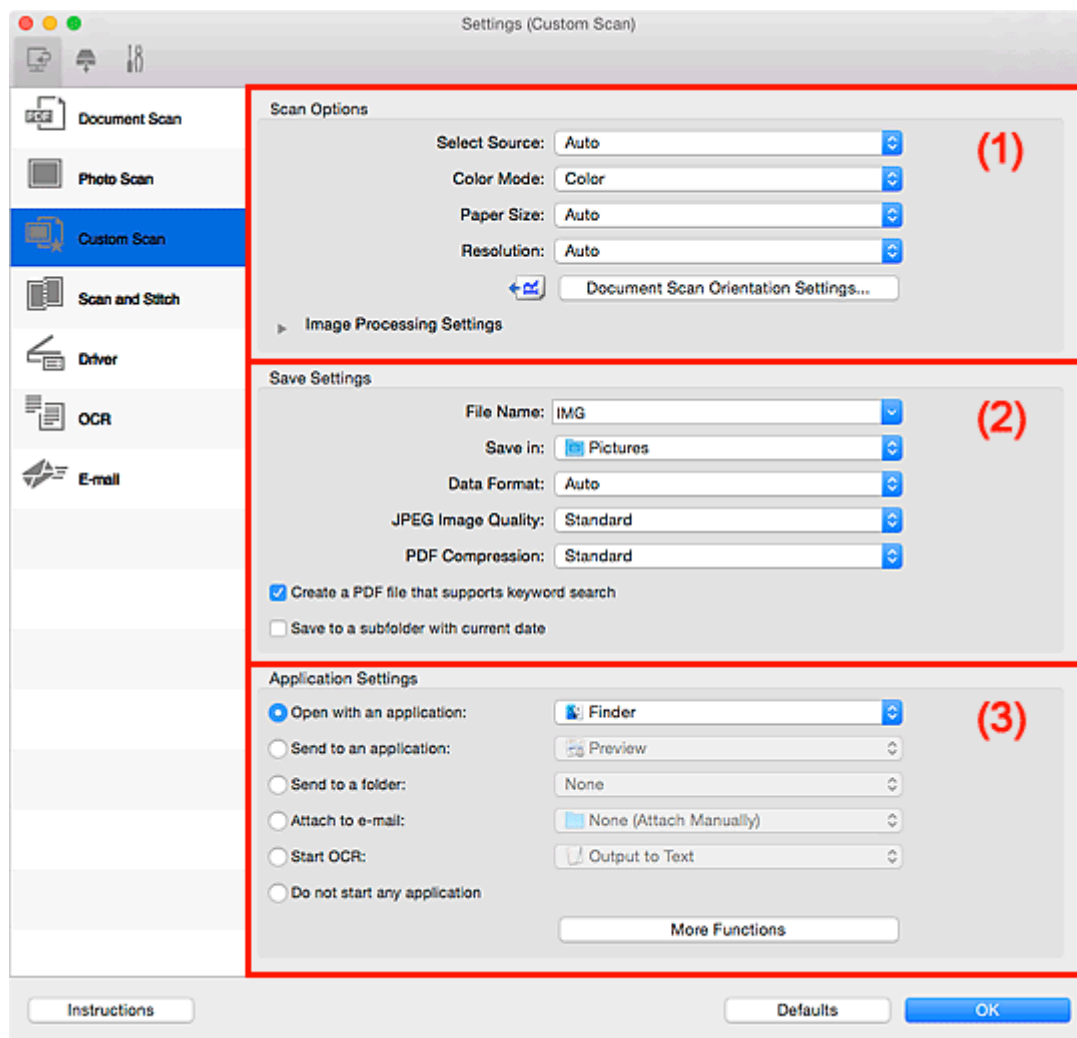 Settings (Custom Scan)
Document Scan
Photo Scan
Custom Scan
Scan and Stitch
Driver
OCR
E-mail
Scan Options
(1)
Select Source: Auto
Color Mode: Color
Paper Size: Auto
Resolution: Auto
Document Scan Orientation Settings...
Image Processing Settings
Save Settings
(2)
File Name: IMG
Save in: Pictures
Data Format: Auto
JPEG Image Quality: Standard
PDF Compression: Standard
Create a PDF file that supports keyword search
Save to a subfolder with current date
Application Settings
(3)
Open with an application: Finder
Send to an application: Preview
Send to a folder: None
Attach to e-mail: None (Attach Manually)
Start OCR: Output to Text
Do not start any application
More Functions
Instructions
Defaults
OK